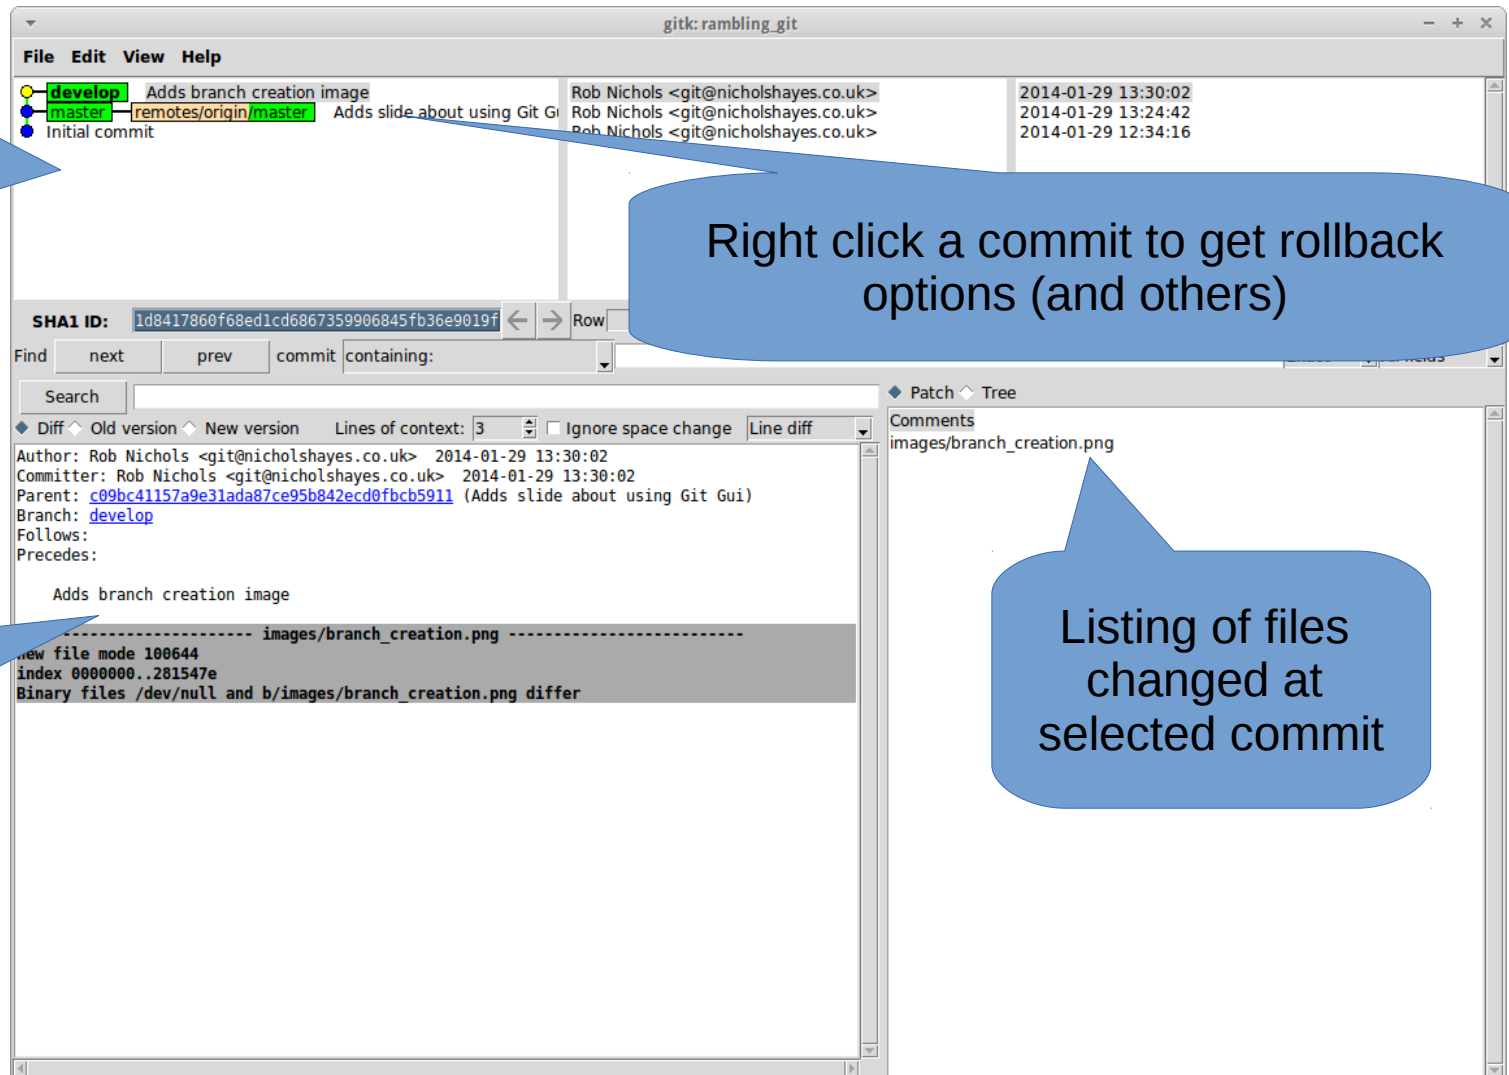 gitk: rambling_git
File Edit View Help
develop Adds branch creation image Rob Nichols <git@nicholshayes.co.uk> 2014-01-29 13:30:02
master remotes/origin/master Adds slide about using Git Gu Rob Nichols <git@nicholshayes.co.uk> 2014-01-29 13:24:42
Initial commit Rob Nichols <git@nicholshayes.co.uk> 2014-01-29 12:34:16
Right click a commit to get rollback
options (and others)
SHA1 ID: 1d8417860f68ed1cd6867359906845fb36e9019f Row
Find next prev commit containing:
Search
Patch Tree
Diff Old version New version Lines of context: 3 Ignore space change Line diff
Comments
images/branch_creation.png
Author: Rob Nichols <git@nicholshayes.co.uk> 2014-01-29 13:30:02
Committer: Rob Nichols <git@nicholshayes.co.uk> 2014-01-29 13:30:02
Parent: c09bc41157a9e31ada87ce95b842ecd0fbcb5911 (Adds slide about using Git Gui)
Branch: develop
Follows:
Precedes:
Adds branch creation image
---------------------- images/branch_creation.png --------------------------
new file mode 100644
index 0000000..281547e
Binary files /dev/null and b/images/branch_creation.png differ
Listing of files
changed at
selected commit